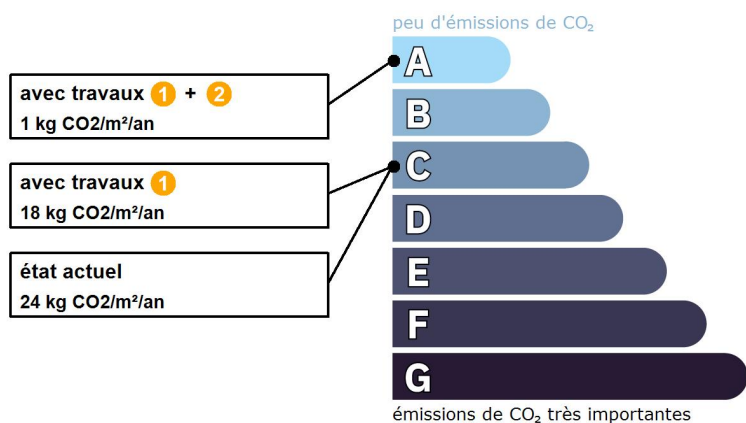 peu d'émissions de CO₂
avec travaux 1 + 2
1 kg CO2/m²/an
avec travaux 1
18 kg CO2/m²/an
état actuel
24 kg CO2/m²/an
A
B
C
D
E
F
G
émissions de CO₂ très importantes